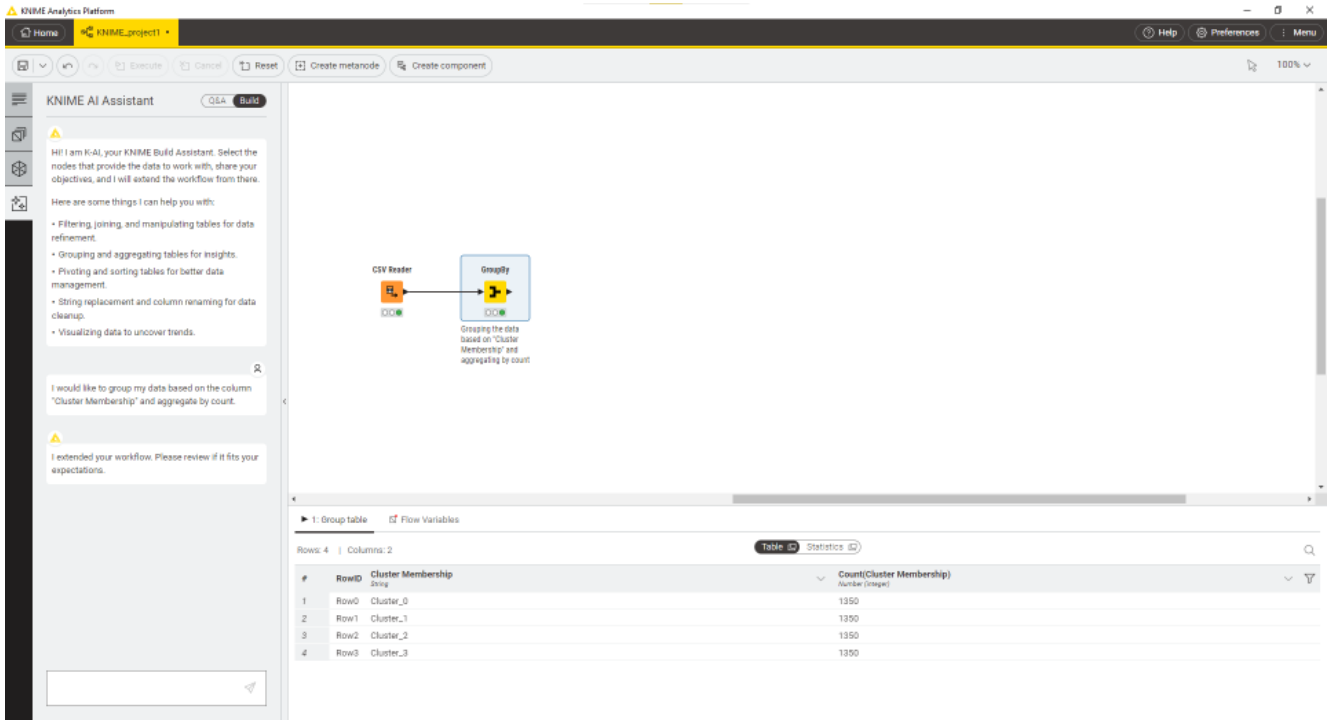 KNIME Analytics Platform
Home
KNIME_project1
Help
Preferences
Menu
Execute
Cancel
Reset
Create metanode
Create component
100%
KNIME AI Assistant
Q&A
Build
Hi! I am K-AI, your KNIME Build Assistant. Select the
nodes that provide the data to work with, share your
objectives, and I will extend the workflow from there.
Here are some things I can help you with:
• Filtering, joining, and manipulating tables for data
refinement.
• Grouping and aggregating tables for insights.
• Pivoting and sorting tables for better data
management.
• String replacement and column renaming for data
cleanup.
• Visualizing data to uncover trends.
I would like to group my data based on the column
"Cluster Membership" and aggregate by count.
I extended your workflow. Please review if it fits your
expectations.
CSV Reader
GroupBy
Grouping the data
based on "Cluster
Membership" and
aggregating by count
1: Group table
Flow Variables
Rows: 4 | Columns: 2
Table
Statistics
# RowID Cluster Membership Count(Cluster Membership)
String Number (integer)
1 Row0 Cluster_0 1350
2 Row1 Cluster_1 1350
3 Row2 Cluster_2 1350
4 Row3 Cluster_3 1350